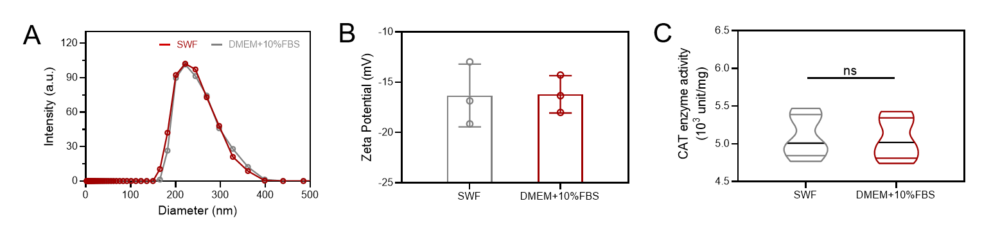 A
Intensity (a.u.)
120
90
60
30
0
SWF
DMEM+10%FBS
0 100 200 300 400 500
Diameter (nm)
B
Zeta Potential (mV)
-10
-15
-20
-25
SWF DMEM+10%FBS
C
CAT enzyme activity
(10³ unit/mg)
6.5
6.0
5.5
5.0
4.5
ns
SWF DMEM+10%FBS